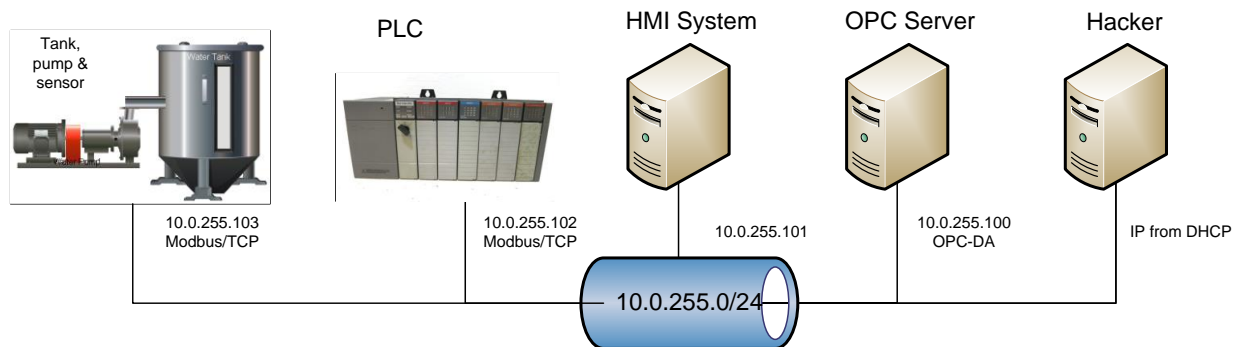 Tank,
pump &
sensor
Water Tank
Water Pump
PLC
HMI System
OPC Server
Hacker
10.0.255.103
Modbus/TCP
10.0.255.102
Modbus/TCP
10.0.255.101
10.0.255.100
OPC-DA
IP from DHCP
10.0.255.0/24